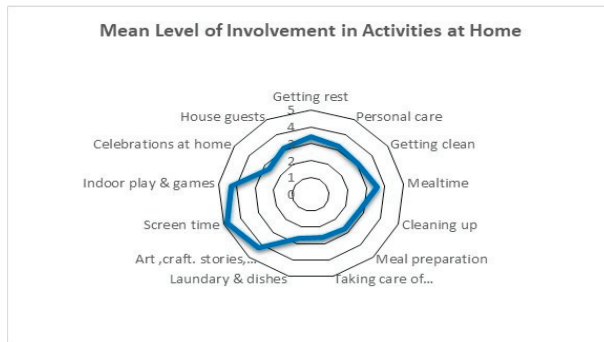 Mean Level of Involvement in Activities at Home
Getting rest
Personal care
Getting clean
Mealtime
Cleaning up
Meal preparation
Taking care of...
Laundary & dishes
Art ,craft. stories,...
Screen time
Indoor play & games
Celebrations at home
House guests
5
4
3
2
1
0